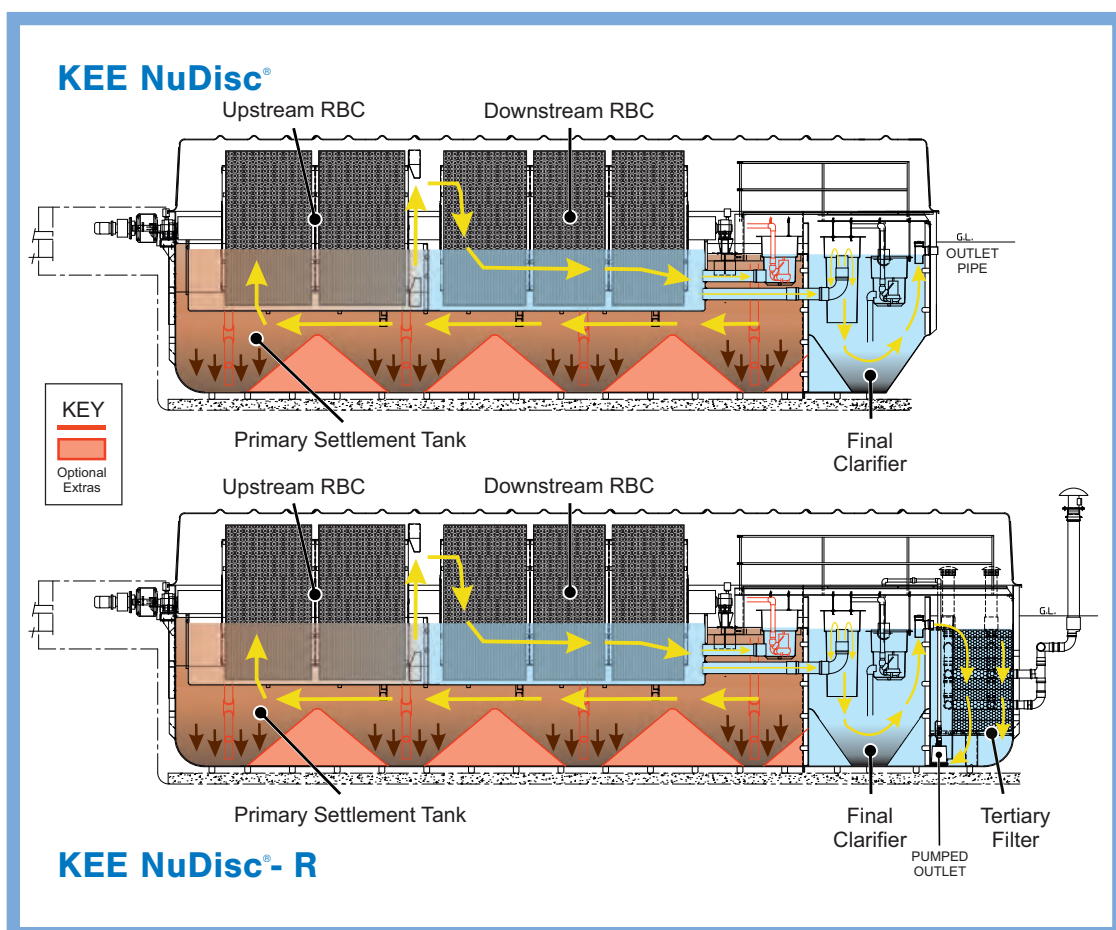 KEE NuDisc®
Upstream RBC
Downstream RBC
G.L.
OUTLET
PIPE
KEY
Optional
Extras
Primary Settlement Tank
Final
Clarifier
Upstream RBC
Downstream RBC
G.L.
Primary Settlement Tank
Final
Clarifier
Tertiary
Filter
PUMPED
OUTLET
KEE NuDisc®- R